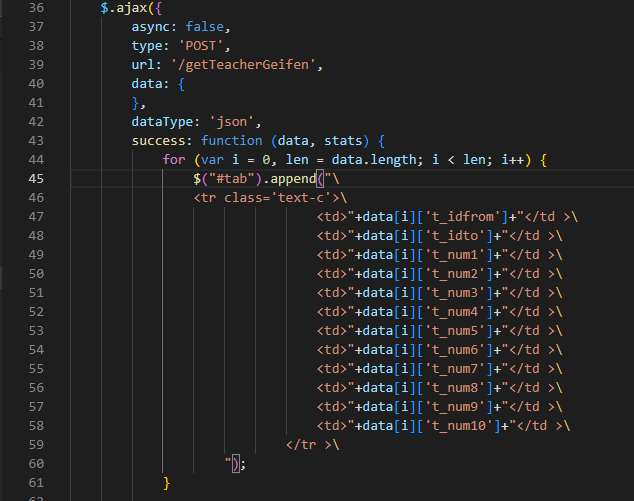 36 $.ajax({
37 async: false,
38 type: 'POST',
39 url: '/getTeacherGeifen',
40 data: {
41 },
42 dataType: 'json',
43 success: function (data, stats) {
44 for (var i = 0, len = data.length; i < len; i++) {
45 $("#tab").append("\
46 <tr class='text-c'>\
47 <td>"+data[i]['t_idfrom']+"</td >\
48 <td>"+data[i]['t_idto']+"</td >\
49 <td>"+data[i]['t_num1']+"</td >\
50 <td>"+data[i]['t_num2']+"</td >\
51 <td>"+data[i]['t_num3']+"</td >\
52 <td>"+data[i]['t_num4']+"</td >\
53 <td>"+data[i]['t_num5']+"</td >\
54 <td>"+data[i]['t_num6']+"</td >\
55 <td>"+data[i]['t_num7']+"</td >\
56 <td>"+data[i]['t_num8']+"</td >\
57 <td>"+data[i]['t_num9']+"</td >\
58 <td>"+data[i]['t_num10']+"</td >\
59 </tr >\
60 ");
61 }